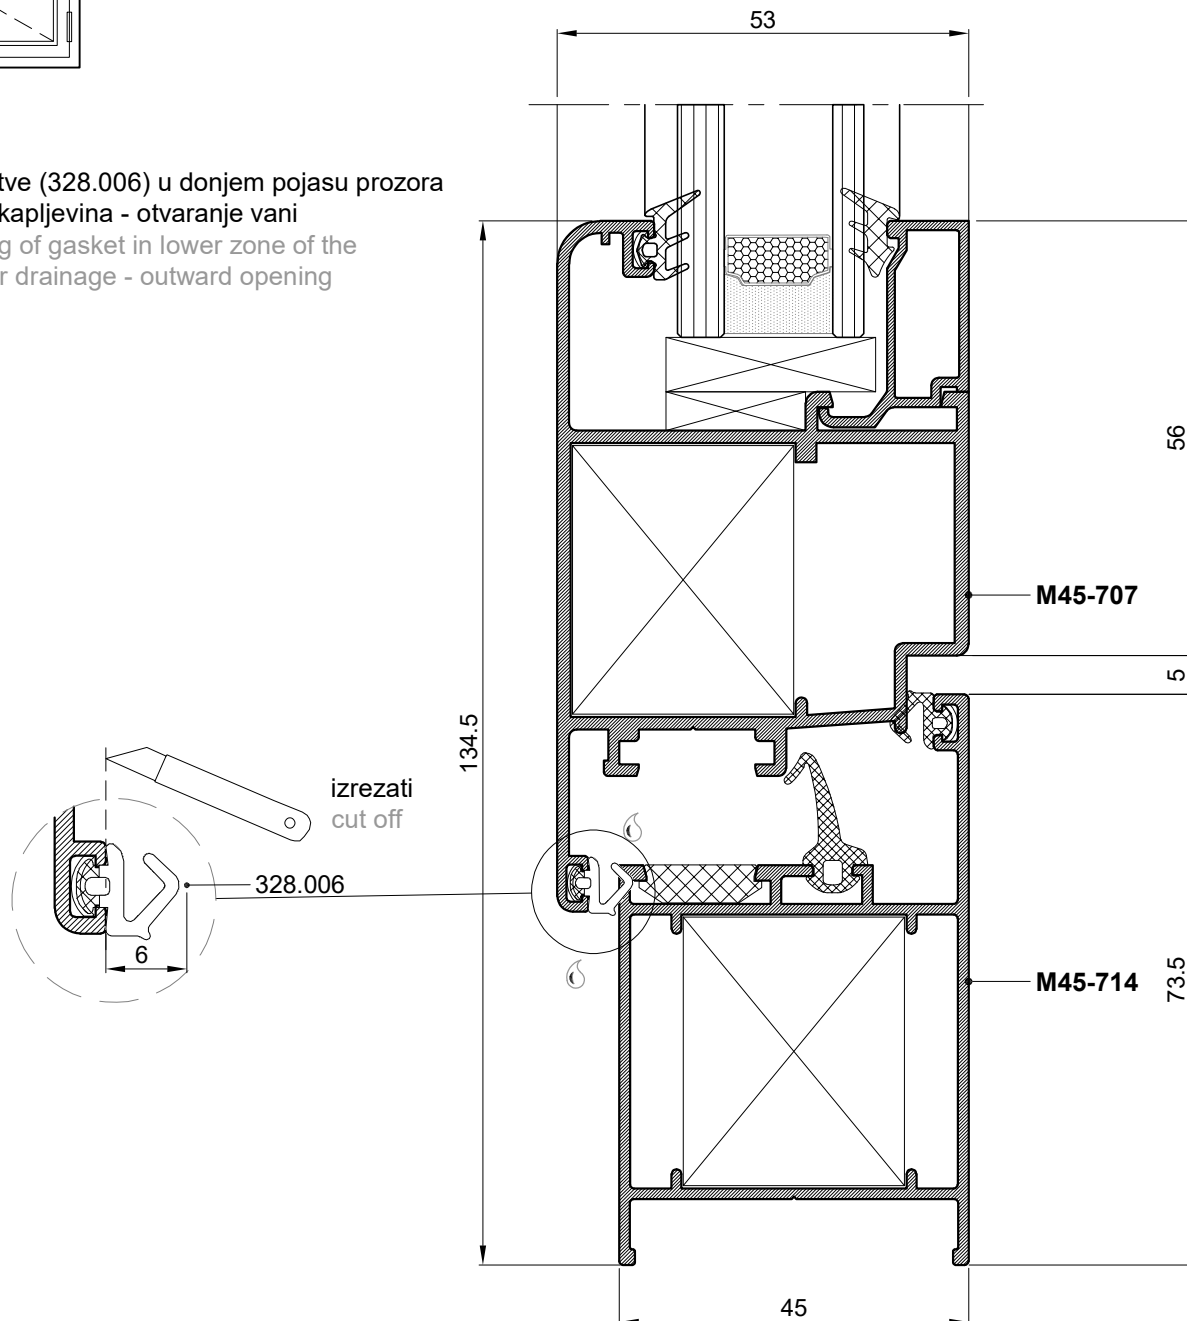 53
tve (328.006) u donjem pojasu prozora
kapljevina - otvaranje vani
g of gasket in lower zone of the
r drainage - outward opening
56
M45-707
5
134.5
izrezati
cut off
328.006
6
M45-714
73.5
45